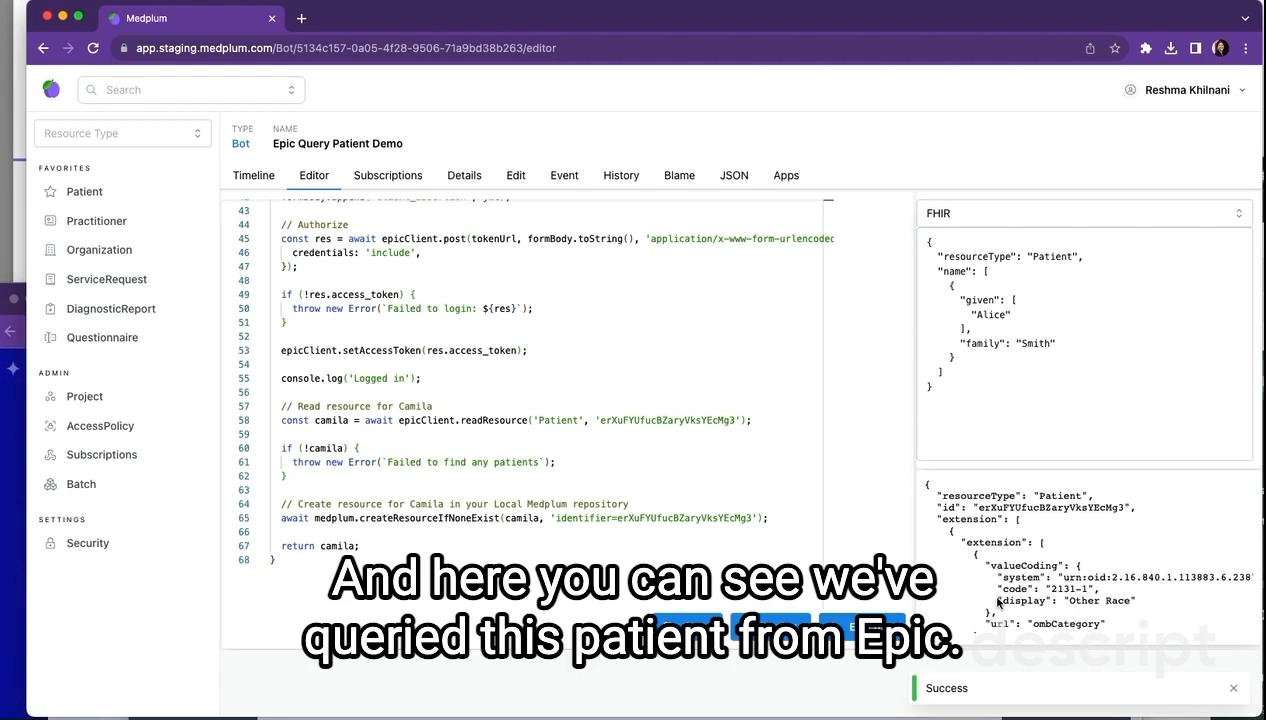 Medplum
app.staging.medplum.com/Bot/5134c157-0a05-4f28-9506-71a9bd38b263/editor
Search
Reshma Khilnani
Resource Type
FAVORITES
Patient
Practitioner
Organization
ServiceRequest
DiagnosticReport
Questionnaire
ADMIN
Project
AccessPolicy
Subscriptions
Batch
SETTINGS
Security
TYPE
Bot
NAME
Epic Query Patient Demo
Timeline
Editor
Subscriptions
Details
Edit
Event
History
Blame
JSON
Apps
43
44 // Authorize
45 const res = await epicClient.post(tokenUrl, formBody.toString(), 'application/x-www-form-urlencoded
46 credentials: 'include',
47 });
48
49 if (!res.access_token) {
50 throw new Error(`Failed to login: ${res}`);
51 }
52
53 epicClient.setAccessToken(res.access_token);
54
55 console.log('Logged in');
56
57 // Read resource for Camila
58 const camila = await epicClient.readResource('Patient', 'erXuFYUfucBZaryVksYEcMg3');
59
60 if (!camila) {
61 throw new Error(`Failed to find any patients`);
62 }
63
64 // Create resource for Camila in your Local Medplum repository
65 await medplum.createResourceIfNoneExist(camila, 'identifier=erXuFYUfucBZaryVksYEcMg3');
66
67 return camila;
68 }
FHIR
{
"resourceType": "Patient",
"name": [
{
"given": [
"Alice"
],
"family": "Smith"
}
]
}
{
"resourceType": "Patient",
"id": "erXuFYUfucBZaryVksYEcMg3",
"extension": [
{
"extension": [
{
"valueCoding": {
"system": "urn:oid:2.16.840.1.113883.6.238"
"code": "2131-1",
"display": "Other Race"
},
"url": "ombCategory"
And here you can see we've
queried this patient from Epic.
descript
Success